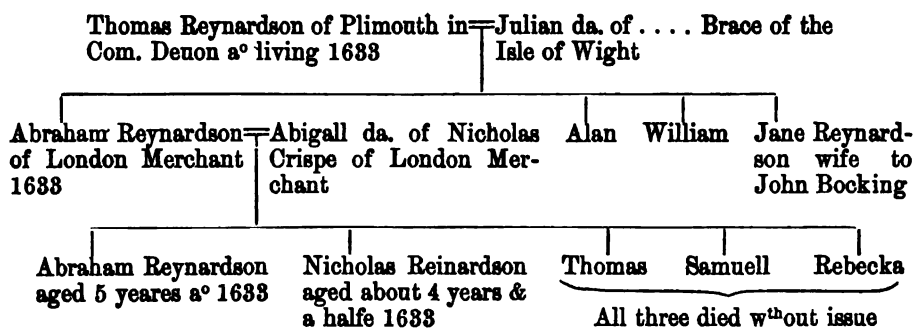 Thomas Reynardson of Plimouth in
Com. Deuon aº living 1633
Julian da. of .... Brace of the
Isle of Wight
Abraham Reynardson
of London Merchant
1633
Abigall da. of Nicholas
Crispe of London Mer-
chant
Alan
William
Jane Reynard-
son wife to
John Bocking
Abraham Reynardson
aged 5 yeares aº 1633
Nicholas Reinardson
aged about 4 years &
a halfe 1633
Thomas
Samuell
Rebecka
All three died wᵗʰout issue